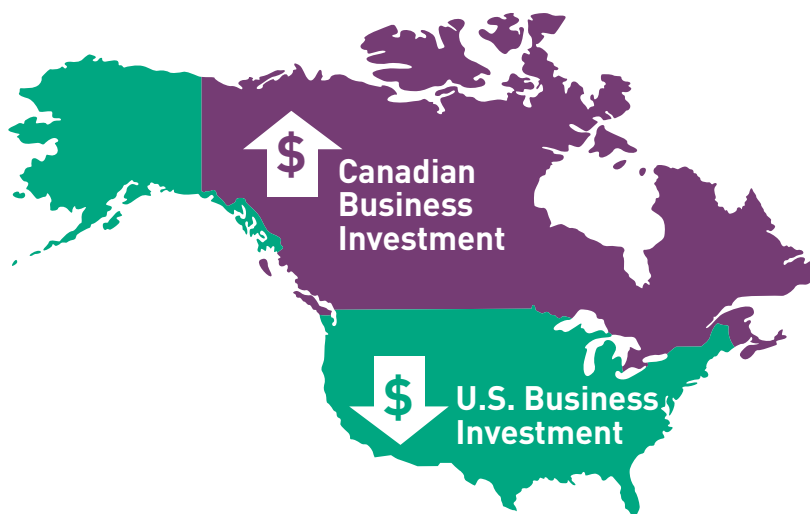 $
Canadian
Business
Investment
$
U.S. Business
Investment